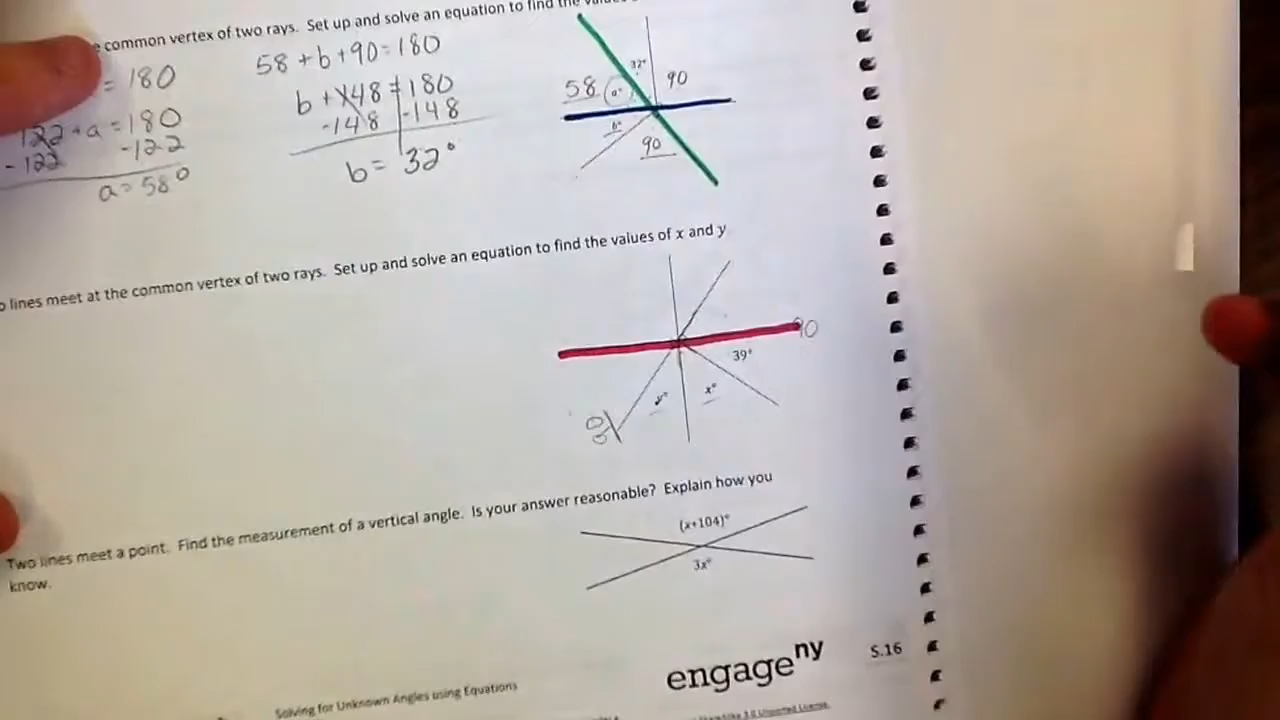 common vertex of two rays. Set up and solve an equation to find the values
= 180
122 + a = 180
- 122 -122
a = 58°
58 + b + 90 = 180
b + 148 = 180
-148 -148
b = 32°
32°
58 a° 90
b°
90
lines meet at the common vertex of two rays. Set up and solve an equation to find the values of x and y
90
39°
y° x°
Two lines meet a point. Find the measurement of a vertical angle. Is your answer reasonable? Explain how you
know.
(x+104)°
3x°
engage ny
S.16
Solving for Unknown Angles using Equations